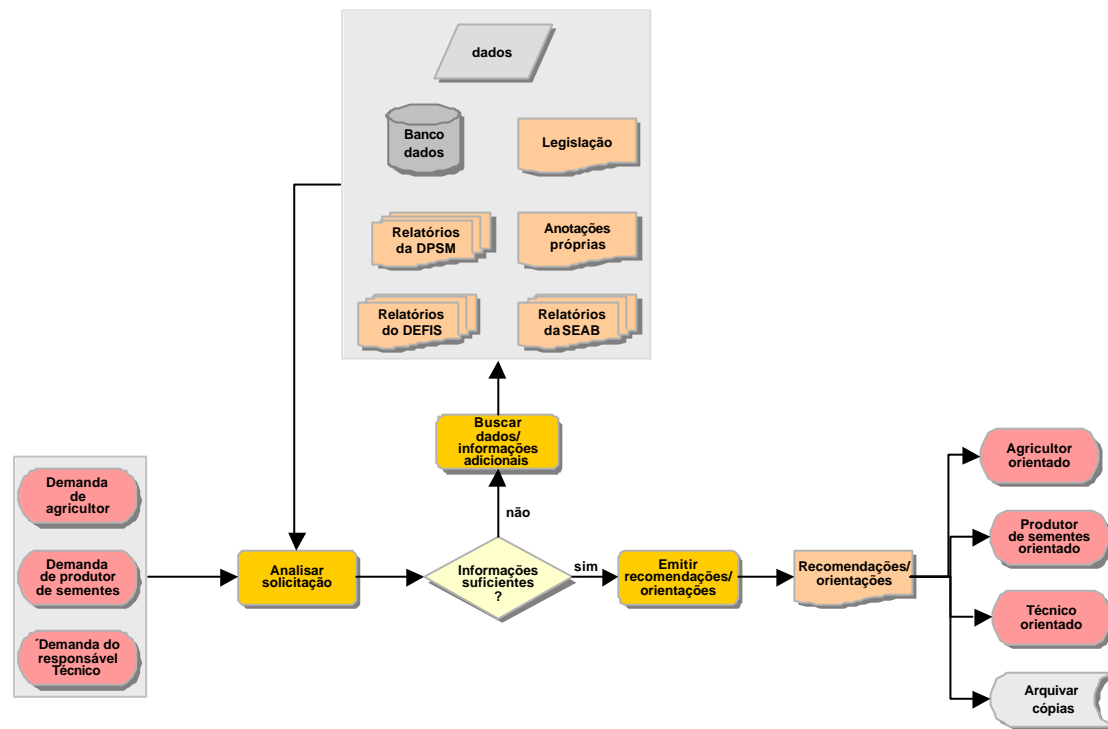 dados
Banco
dados
Legislação
Relatórios
da DPSM
Anotações
próprias
Relatórios
do DEFIS
Relatórios
da SEAB
Buscar
dados/
informações
adicionais
não
Demanda
de
agricultor
Demanda
de produtor
de sementes
´Demanda do
responsável
Técnico
Analisar
solicitação
Informações
suficientes
?
sim
Emitir
recomendações/
orientações
Recomendações/
orientações
Agricultor
orientado
Produtor
de sementes
orientado
Técnico
orientado
Arquivar
cópias